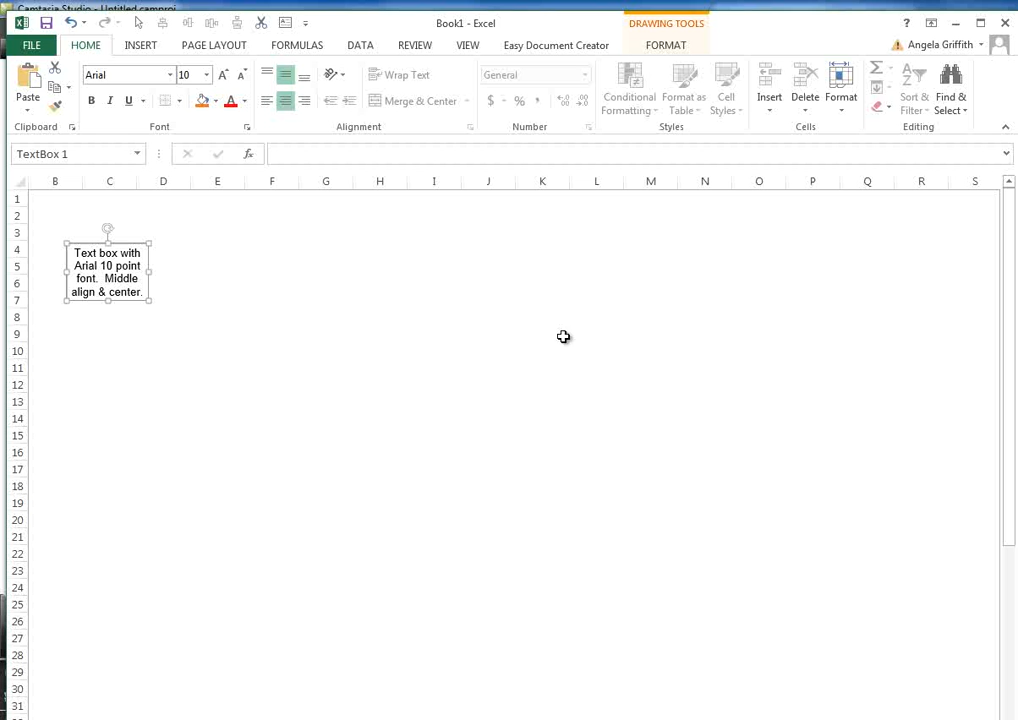 Camtasia Studio - Untitled.camproj
Book1 - Excel
DRAWING TOOLS
?
FILE
HOME
INSERT
PAGE LAYOUT
FORMULAS
DATA
REVIEW
VIEW
Easy Document Creator
FORMAT
Angela Griffith
Paste
Arial
10
A A
B I U
A
Wrap Text
Merge & Center
General
$ % ,
Conditional
Formatting
Format as
Table
Cell
Styles
Insert
Delete
Format
Sort &
Filter
Find &
Select
Clipboard
Font
Alignment
Number
Styles
Cells
Editing
TextBox 1
fx
B C D E F G H I J K L M N O P Q R S
1
2
3
4
5
6
7
8
9
10
11
12
13
14
15
16
17
18
19
20
21
22
23
24
25
26
27
28
29
30
31
Text box with
Arial 10 point
font.  Middle
align & center.